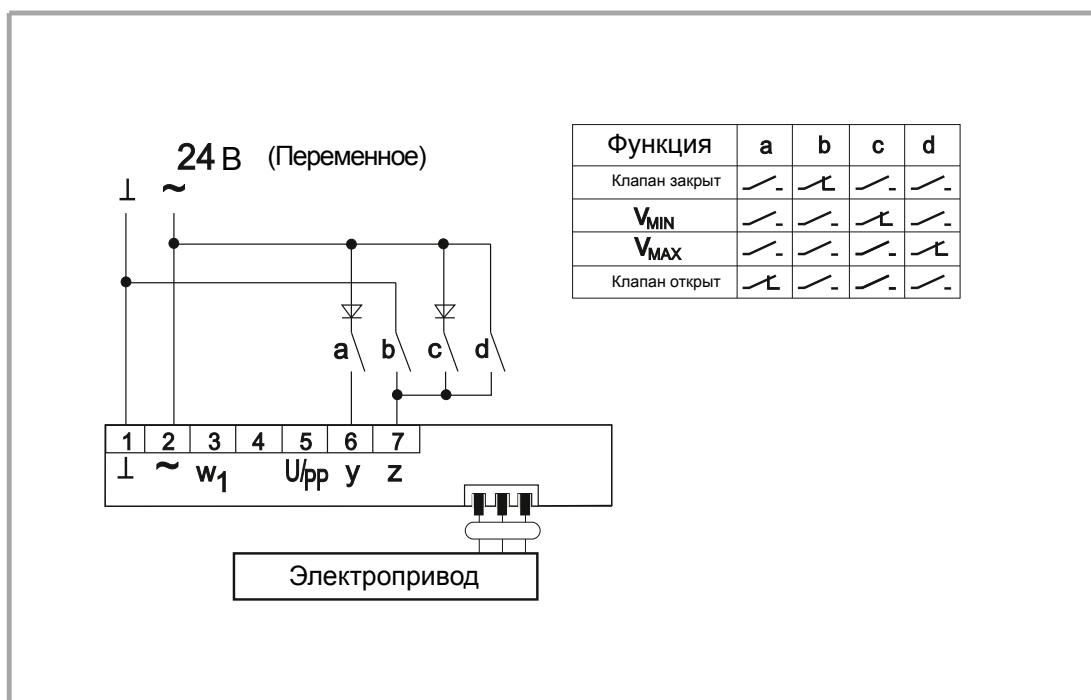 24 В (Переменное)
⊥ ~
a b c d
1 2 3 4 5 6 7
⊥ ~ w1 U/pp y z
Электропривод
Функция a b c d
Клапан закрыт
VMIN
VMAX
Клапан открыт